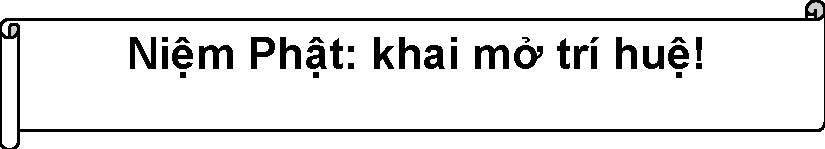 Niệm Phật: khai mở trí huệ!